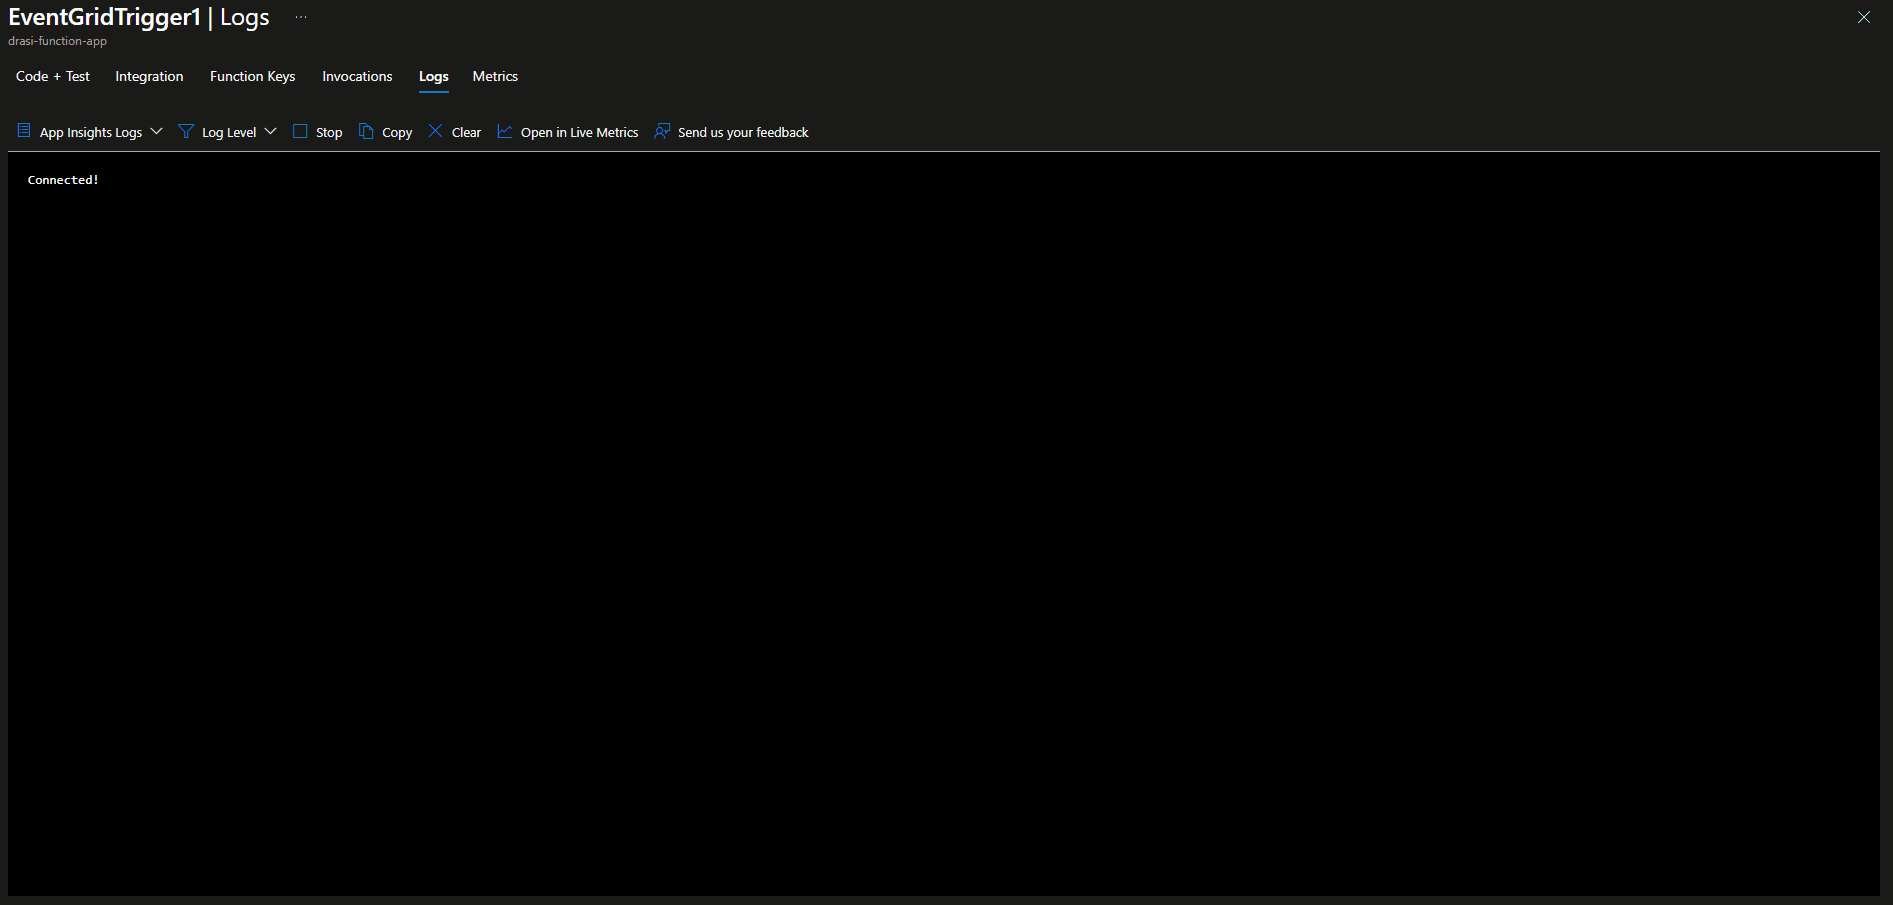 EventGridTrigger1 | Logs ...
drasi-function-app
Code + Test Integration Function Keys Invocations Logs Metrics
App Insights Logs Log Level Stop Copy Clear Open in Live Metrics Send us your feedback
Connected!